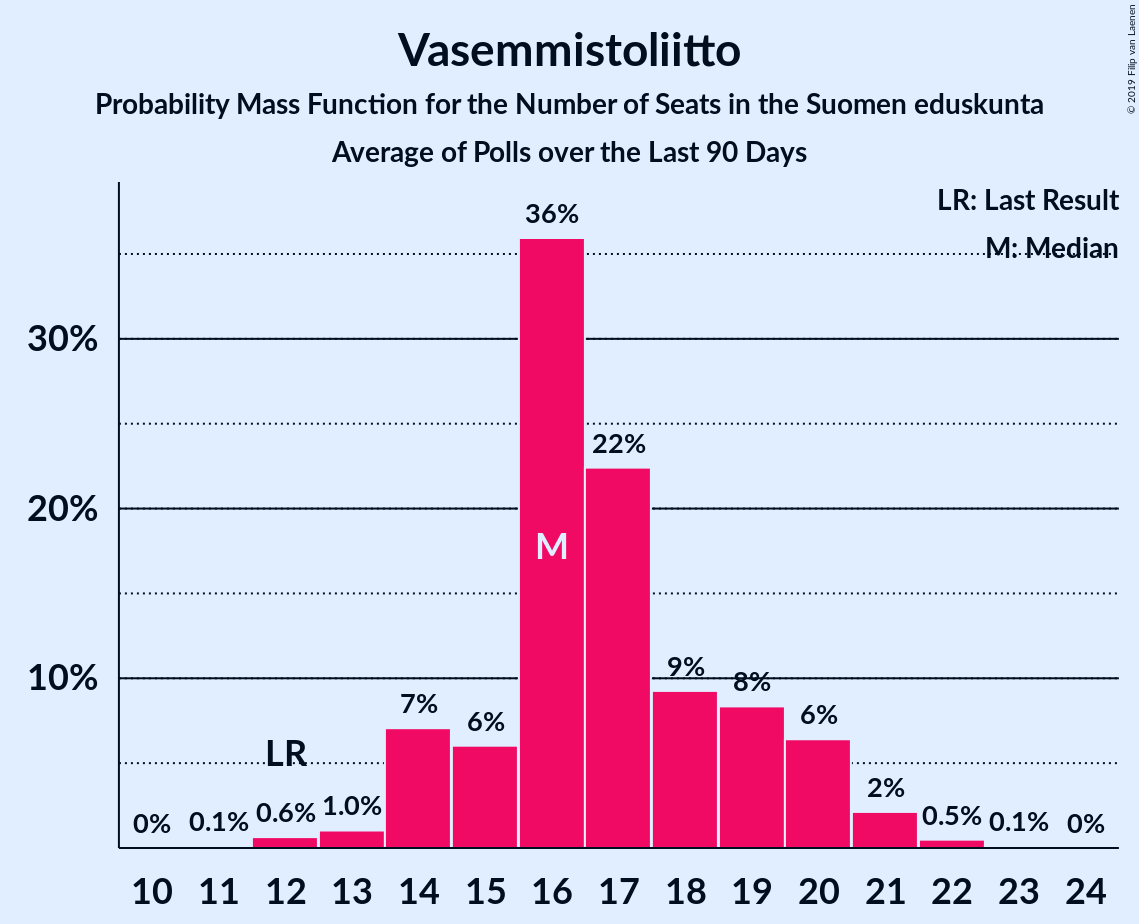 Vasemmistoliitto
Probability Mass Function for the Number of Seats in the Suomen eduskunta
Average of Polls over the Last 90 Days
© 2019 Filip van Laenen
LR: Last Result
M: Median
36%
30%
22%
20%
M
10%
9%
8%
7%
6%
6%
LR
2%
0%
0.1%
0.6%
1.0%
0.5%
0.1%
0%
10 11 12 13 14 15 16 17 18 19 20 21 22 23 24